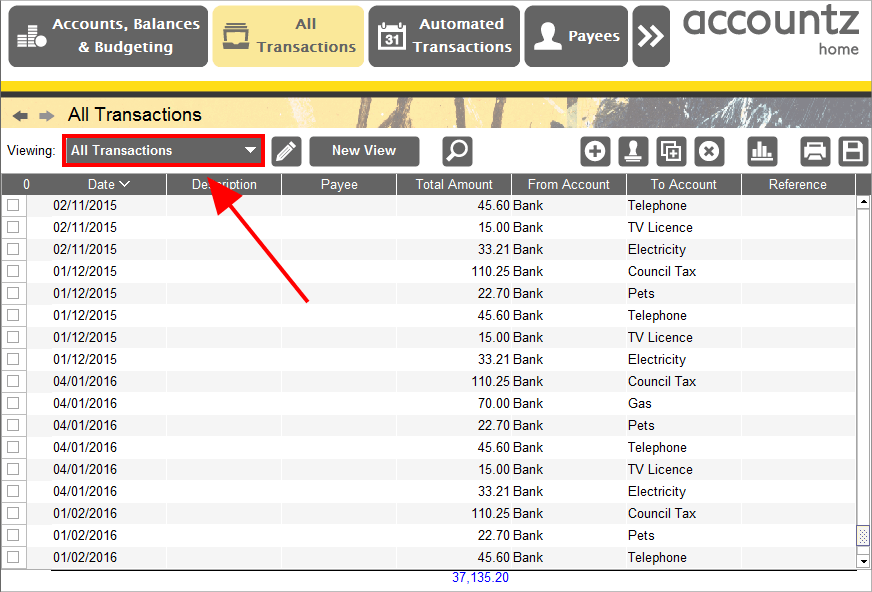 Accounts, Balances
& Budgeting
All
Transactions
31
Automated
Transactions
Payees
accountz
home
All Transactions
Viewing: All Transactions New View
0 Date Description Payee Total Amount From Account To Account Reference
02/11/2015 45.60 Bank Telephone
02/11/2015 15.00 Bank TV Licence
02/11/2015 33.21 Bank Electricity
01/12/2015 110.25 Bank Council Tax
01/12/2015 22.70 Bank Pets
01/12/2015 45.60 Bank Telephone
01/12/2015 15.00 Bank TV Licence
01/12/2015 33.21 Bank Electricity
04/01/2016 110.25 Bank Council Tax
04/01/2016 70.00 Bank Gas
04/01/2016 22.70 Bank Pets
04/01/2016 45.60 Bank Telephone
04/01/2016 15.00 Bank TV Licence
04/01/2016 33.21 Bank Electricity
01/02/2016 110.25 Bank Council Tax
01/02/2016 22.70 Bank Pets
01/02/2016 45.60 Bank Telephone
37,135.20